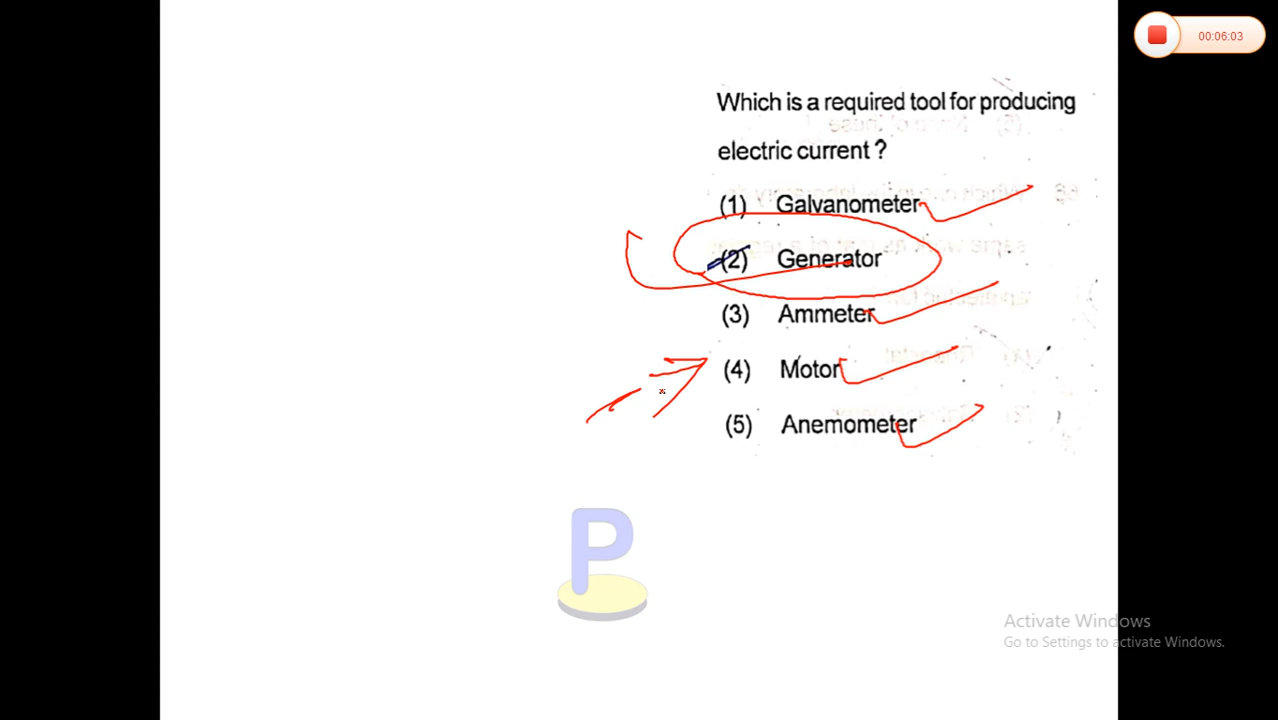 00:06:03
Which is a required tool for producing
electric current ?
(1) Galvanometer
(2) Generator
(3) Ammeter
(4) Motor
(5) Anemometer
P
Activate Windows
Go to Settings to activate Windows.